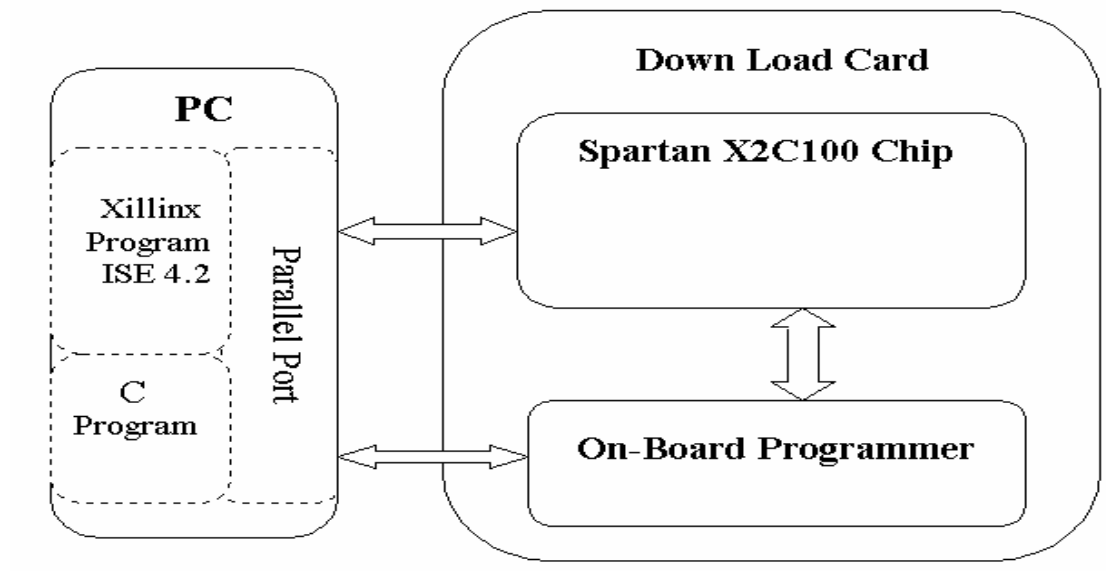 PC
Xillinx
Program
ISE 4.2
C
Program
Parallel Port
Down Load Card
Spartan X2C100 Chip
On-Board Programmer